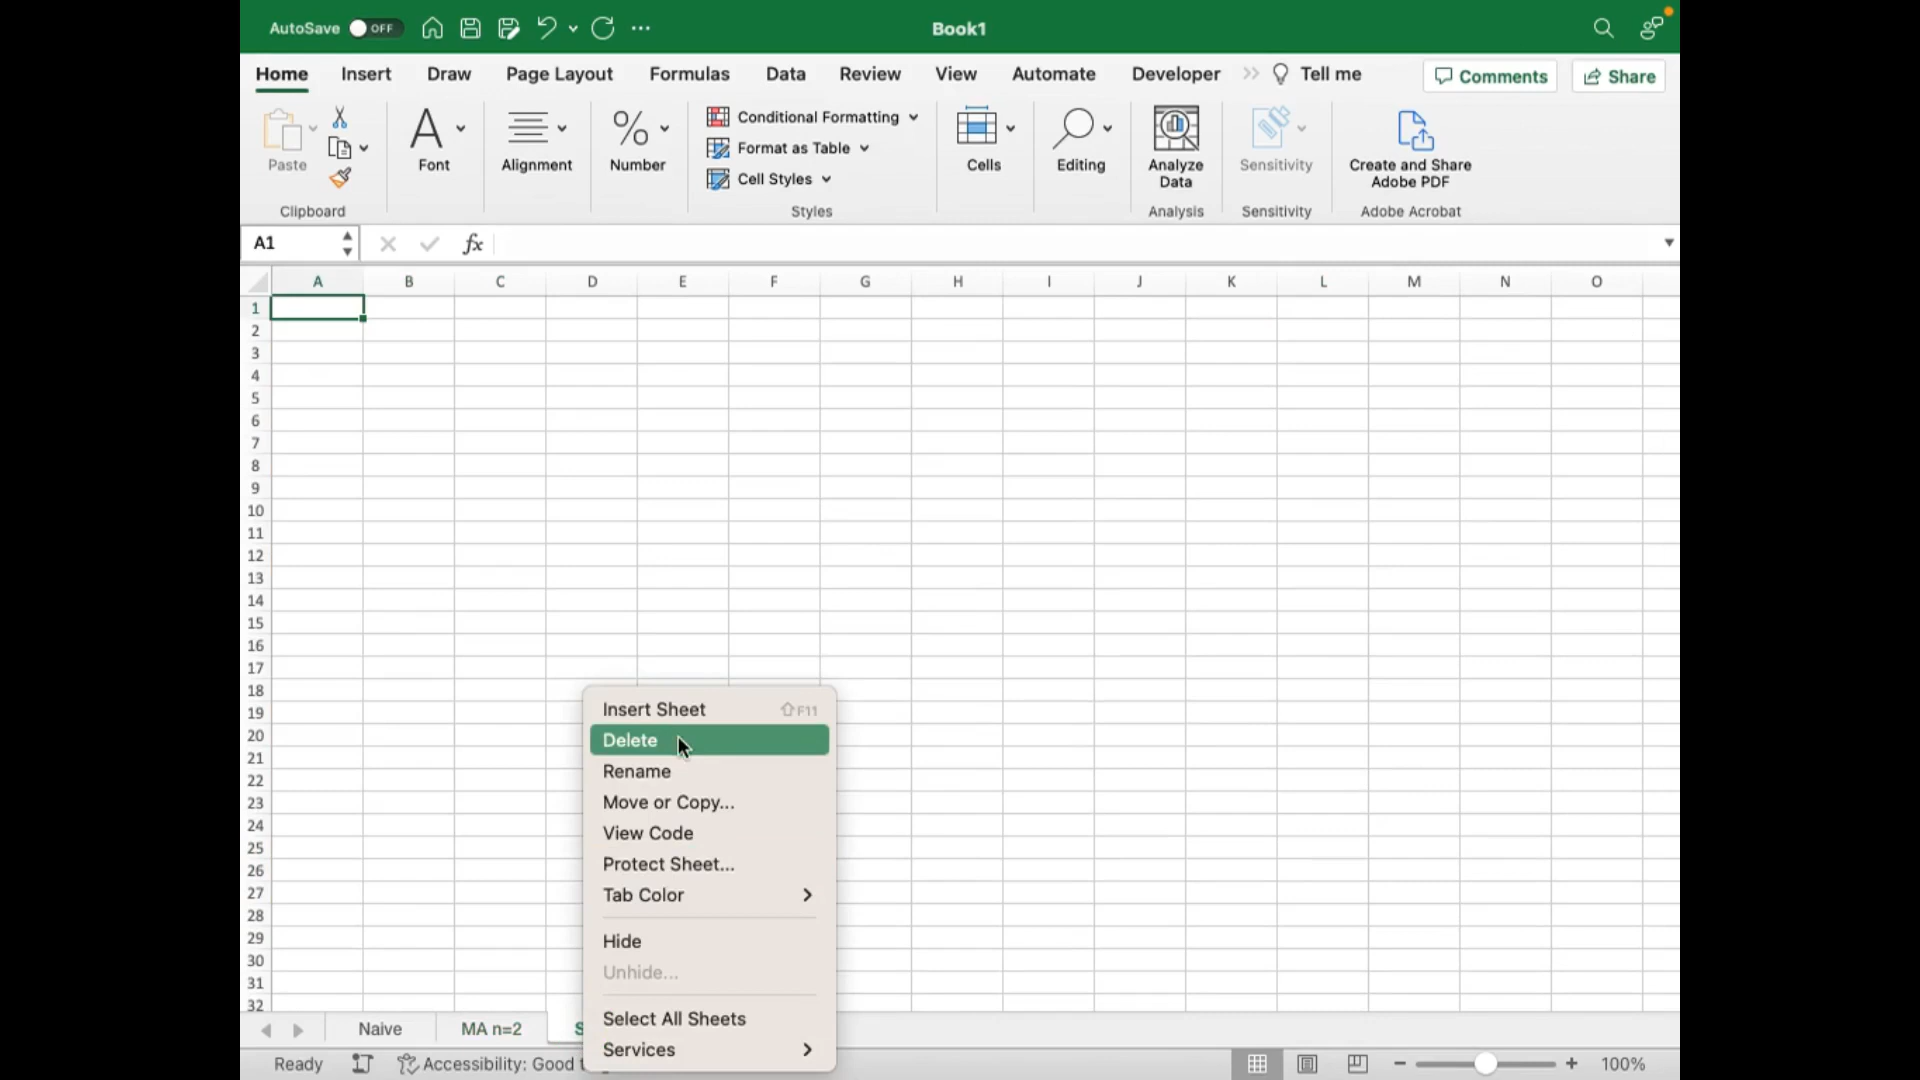 AutoSave OFF Book1
Home Insert Draw Page Layout Formulas Data Review View Automate Developer Tell me Comments Share
Paste
Clipboard
Font
Alignment
%
Number
Conditional Formatting
Format as Table
Cell Styles
Styles
Cells
Editing
Analyze
Data
Analysis
Sensitivity
Sensitivity
Create and Share
Adobe PDF
Adobe Acrobat
A1 fx
A B C D E F G H I J K L M N O
1
2
3
4
5
6
7
8
9
10
11
12
13
14
15
16
17
18
19
20
21
22
23
24
25
26
27
28
29
30
31
32
Insert Sheet ⇧F11
Delete
Rename
Move or Copy...
View Code
Protect Sheet...
Tab Color
Hide
Unhide...
Select All Sheets
Services
Naive MA n=2
Ready Accessibility: Good 100%